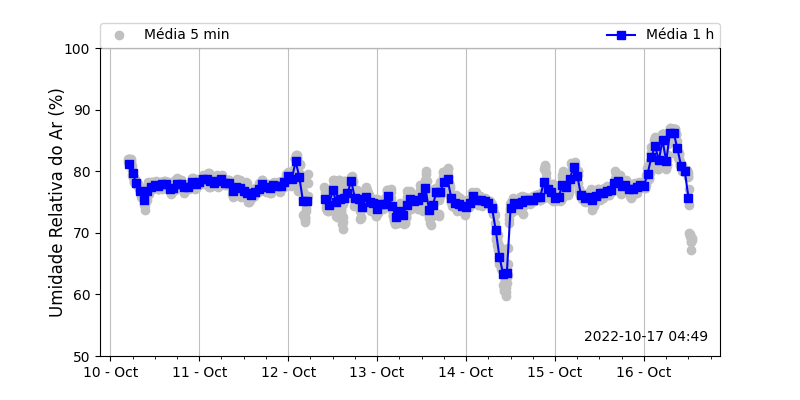 Média 5 min
Média 1 h
Umidade Relativa do Ar (%)
100
90
80
70
60
50
2022-10-17 04:49
10 - Oct
11 - Oct
12 - Oct
13 - Oct
14 - Oct
15 - Oct
16 - Oct